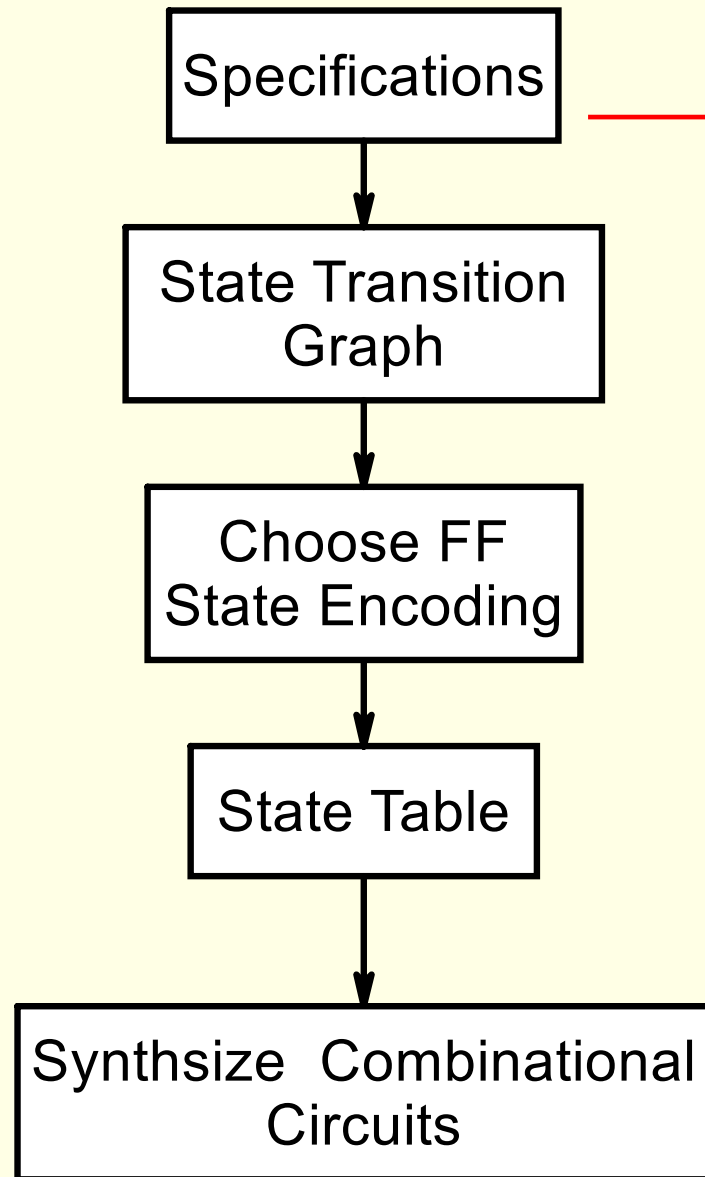 Specifications
State Transition
Graph
Choose FF
State Encoding
State Table
Synthsize Combinational
Circuits